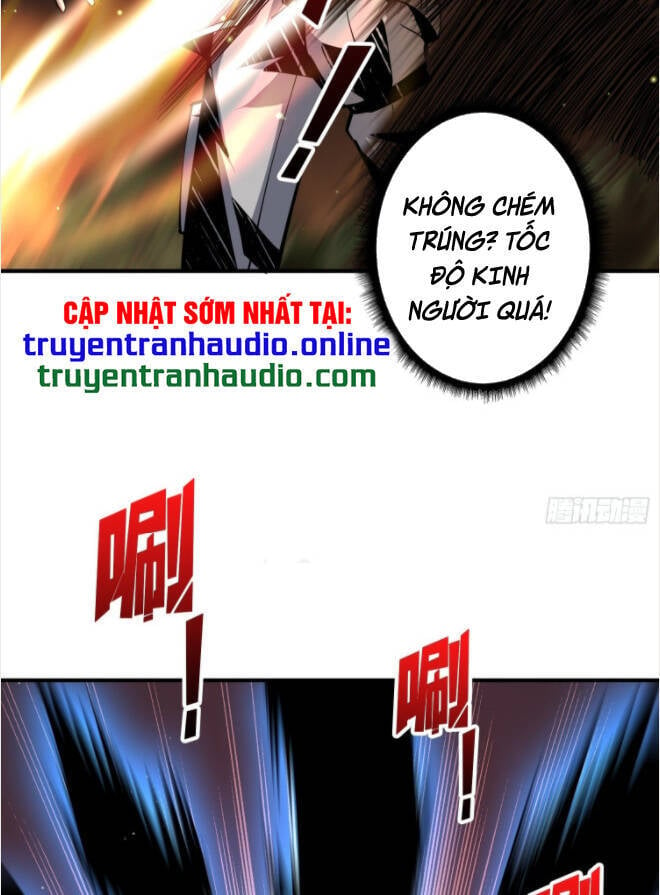 !
KHÔNG CHÉM
TRÚNG? TỐC
ĐỘ KINH
NGƯỜI QUÁ!
CẬP NHẬT SỚM NHẤT TẠI:
truyentranhaudio.online
truyentranhaudio.com
腾讯动漫
唰!
唰!